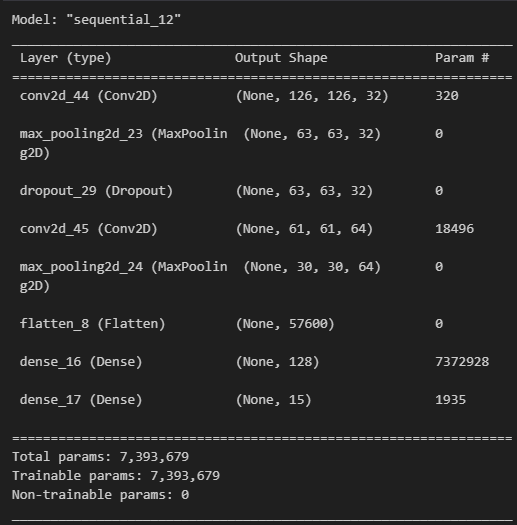 Model: "sequential_12"
_________________________________________________________________
Layer (type) Output Shape Param #
=================================================================
conv2d_44 (Conv2D) (None, 126, 126, 32) 320
max_pooling2d_23 (MaxPoolin (None, 63, 63, 32) 0
g2D)
dropout_29 (Dropout) (None, 63, 63, 32) 0
conv2d_45 (Conv2D) (None, 61, 61, 64) 18496
max_pooling2d_24 (MaxPoolin (None, 30, 30, 64) 0
g2D)
flatten_8 (Flatten) (None, 57600) 0
dense_16 (Dense) (None, 128) 7372928
dense_17 (Dense) (None, 15) 1935
=================================================================
Total params: 7,393,679
Trainable params: 7,393,679
Non-trainable params: 0
_________________________________________________________________